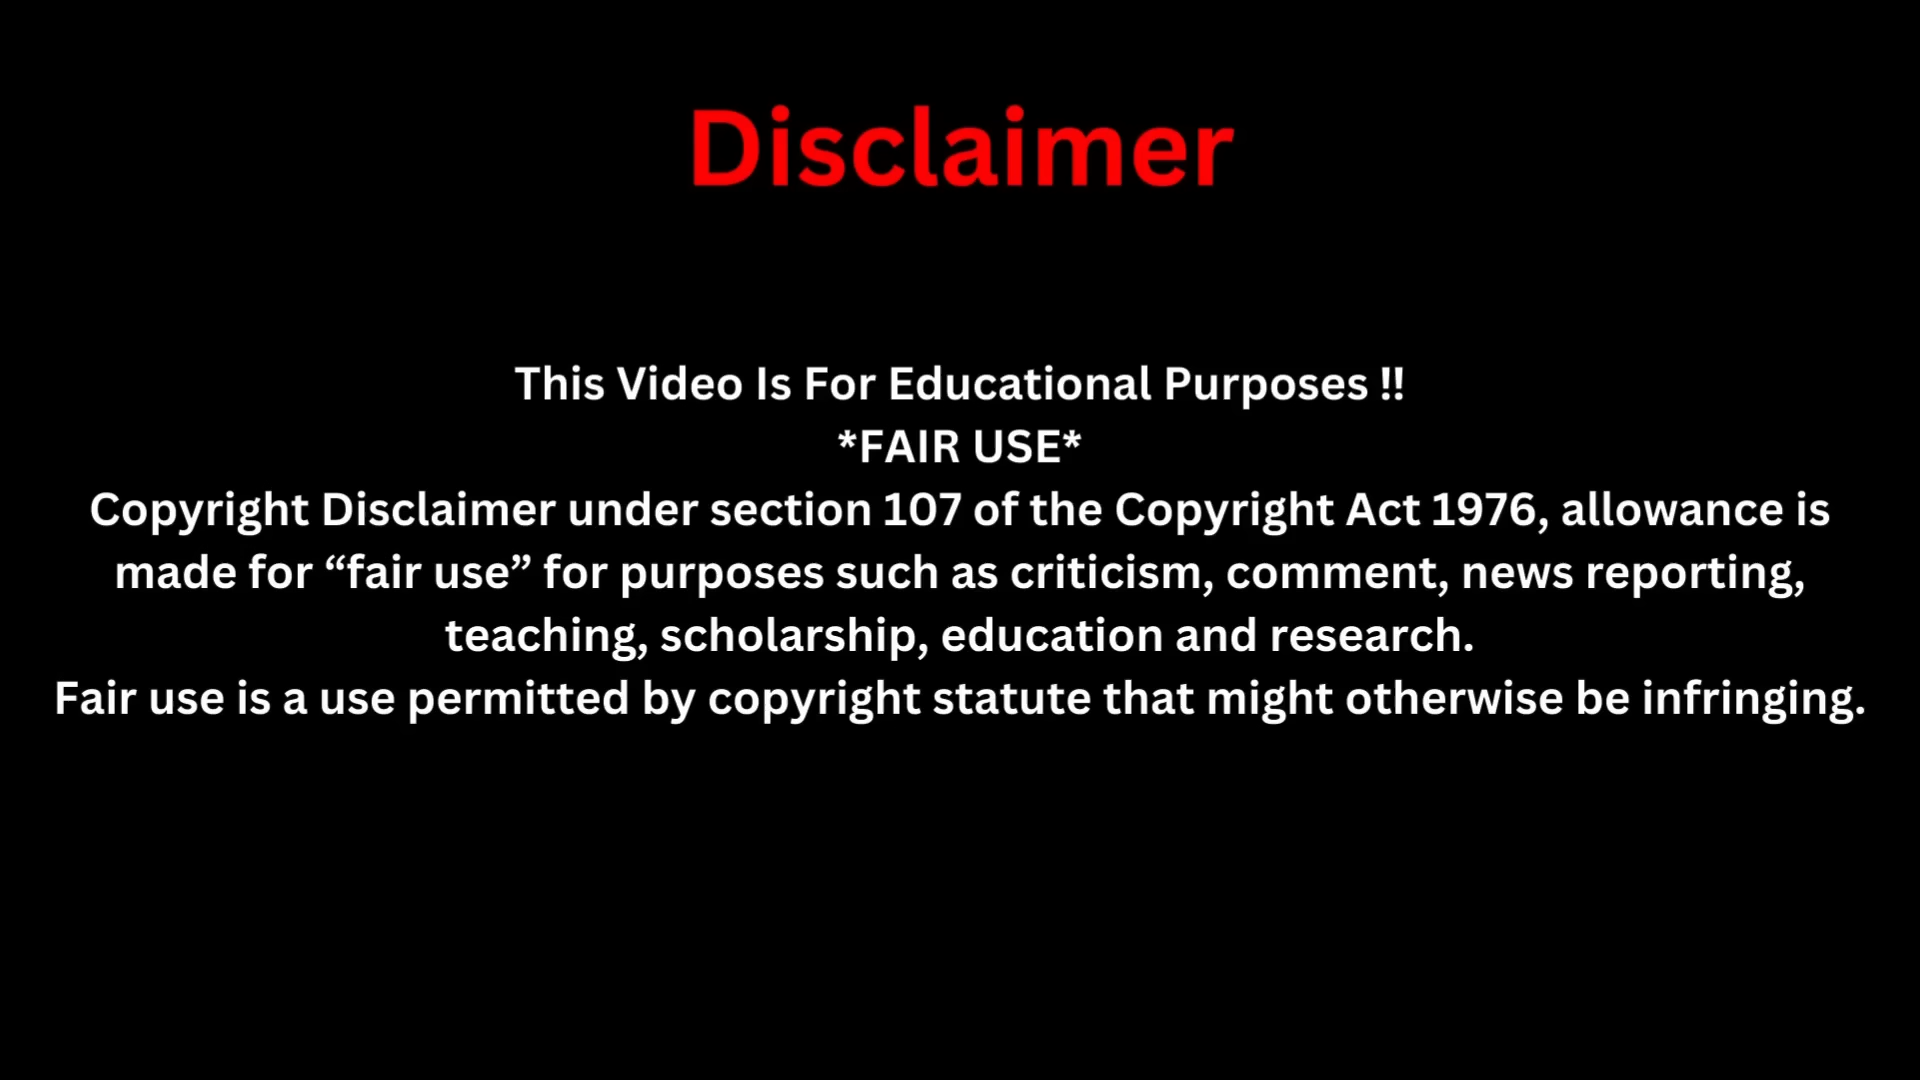 Disclaimer
This Video Is For Educational Purposes !!
*FAIR USE*
Copyright Disclaimer under section 107 of the Copyright Act 1976, allowance is
made for “fair use” for purposes such as criticism, comment, news reporting,
teaching, scholarship, education and research.
Fair use is a use permitted by copyright statute that might otherwise be infringing.